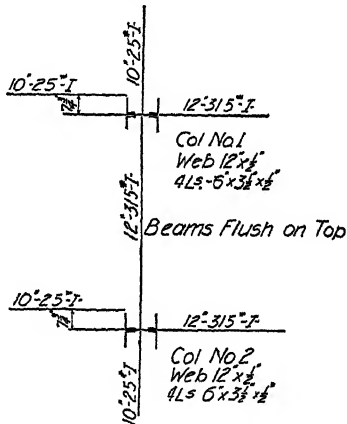 10"-25#-I
10"-25#-I-
12"-31.5#-I-
Col No.1
Web 12"x½"
4Ls.-6"x3½"x½"
12"-31.5#-I
Beams Flush on Top
10"-25#-I-
12"-31.5#-I-
Col No.2
Web 12"x½"
4Ls 6"x3½"x½"
10"-25#-I